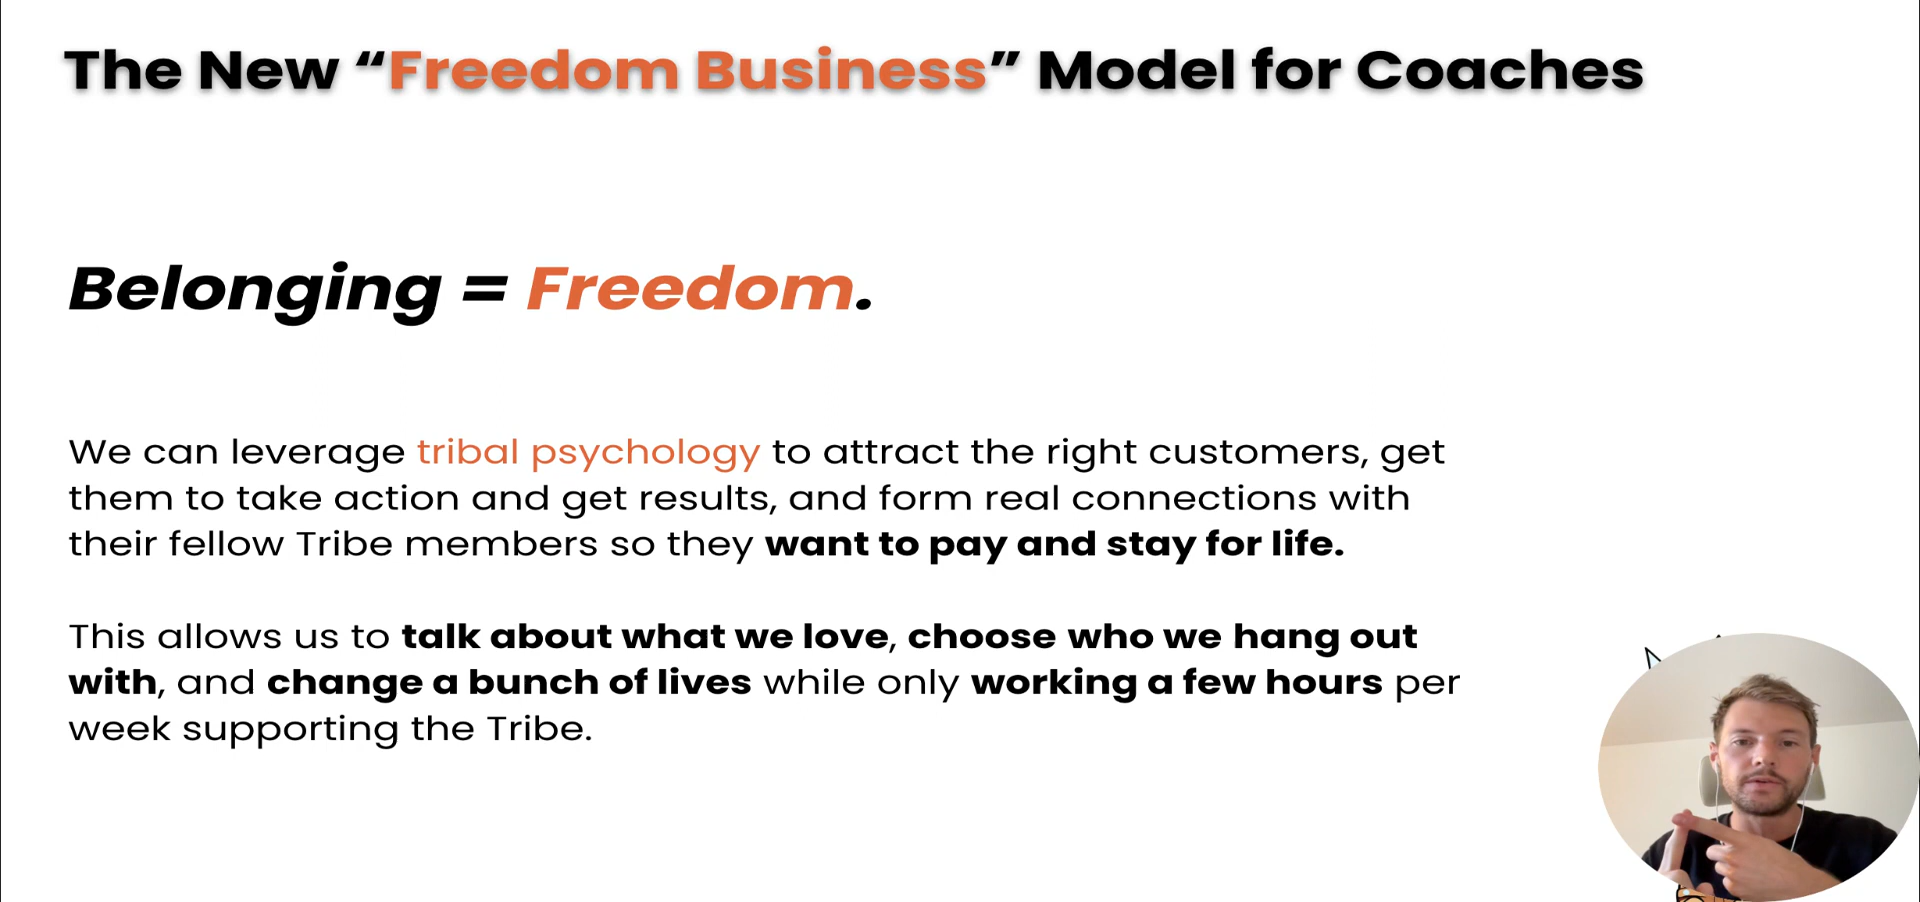 The New “Freedom Business” Model for Coaches
Belonging = Freedom.
We can leverage tribal psychology to attract the right customers, get
them to take action and get results, and form real connections with
their fellow Tribe members so they want to pay and stay for life.
This allows us to talk about what we love, choose who we hang out
with, and change a bunch of lives while only working a few hours per
week supporting the Tribe.